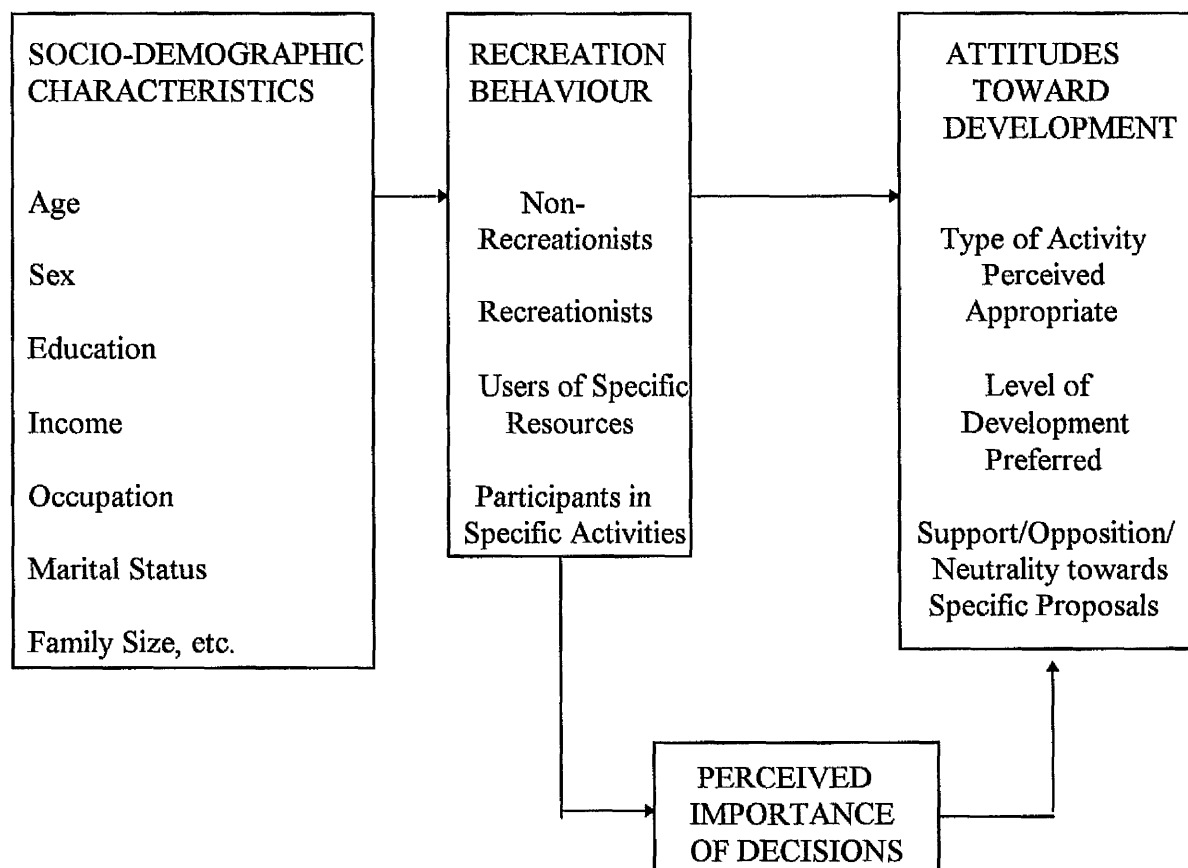 SOCIO-DEMOGRAPHIC
CHARACTERISTICS
Age
Sex
Education
Income
Occupation
Marital Status
Family Size, etc.
RECREATION
BEHAVIOUR
Non-
Recreationists
Recreationists
Users of Specific
Resources
Participants in
Specific Activities
ATTITUDES
TOWARD
DEVELOPMENT
Type of Activity
Perceived
Appropriate
Level of
Development
Preferred
Support/Opposition/
Neutrality towards
Specific Proposals
PERCEIVED
IMPORTANCE
OF DECISIONS